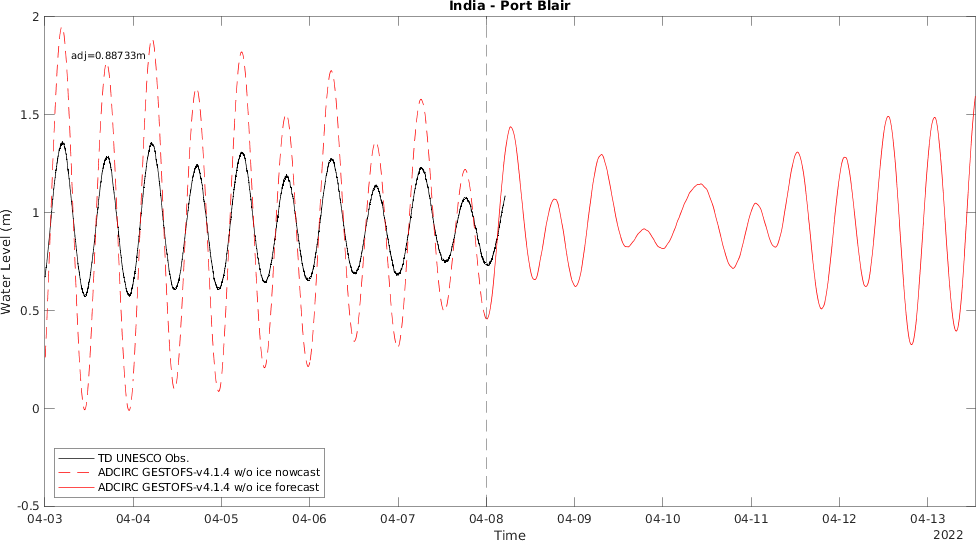 India - Port Blair
2
adj=0.88733m
1.5
1
0.5
0
-0.5
Water Level (m)
TD UNESCO Obs.
ADCIRC GESTOFS-v4.1.4 w/o ice nowcast
ADCIRC GESTOFS-v4.1.4 w/o ice forecast
04-03 04-04 04-05 04-06 04-07 04-08 04-09 04-10 04-11 04-12 04-13
Time
2022